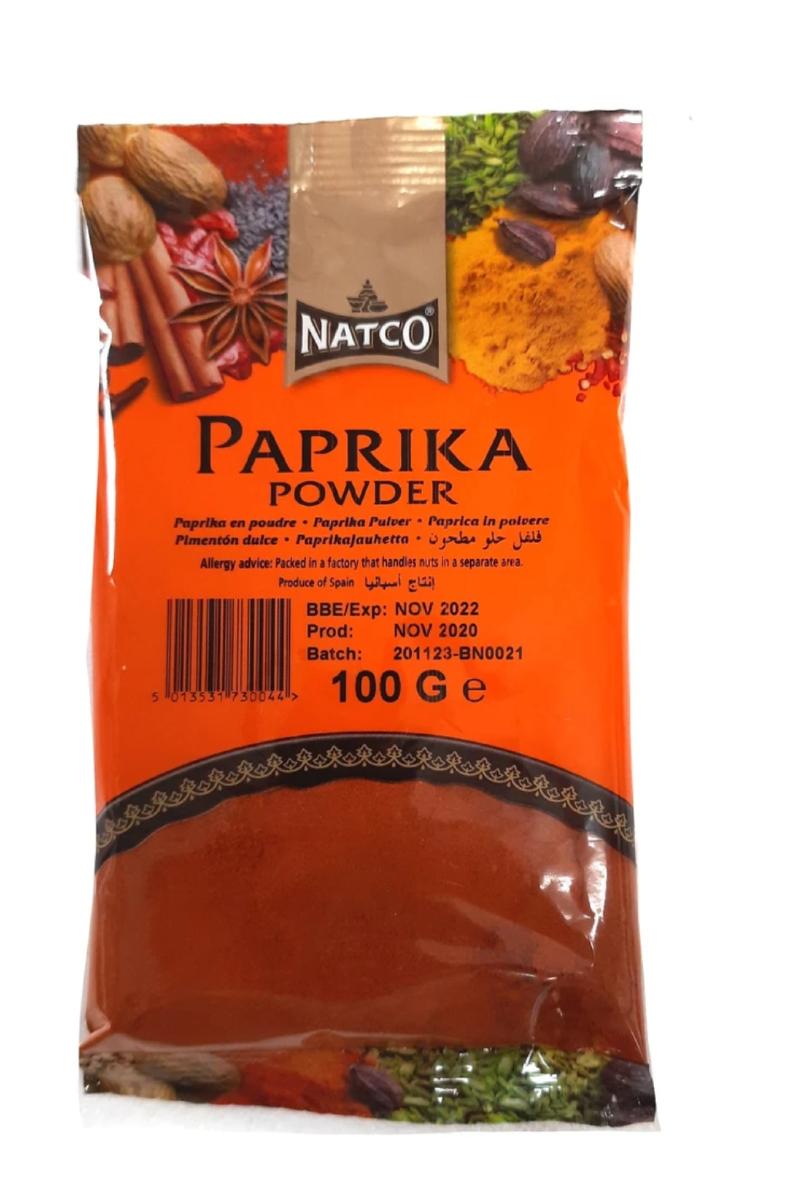 NATCO®
PAPRIKA
POWDER
Paprika en poudre • Paprika Pulver • Paprica in polvere
Pimentón dulce • Paprikajauhetta • فلفل حلو مطحون
Allergy advice: Packed in a factory that handles nuts in a separate area.
Produce of Spain إنتاج أسبانيا
BBE/Exp: NOV 2022
Prod: NOV 2020
Batch: 201123-BN0021
5 013531 730044 >
100 G e